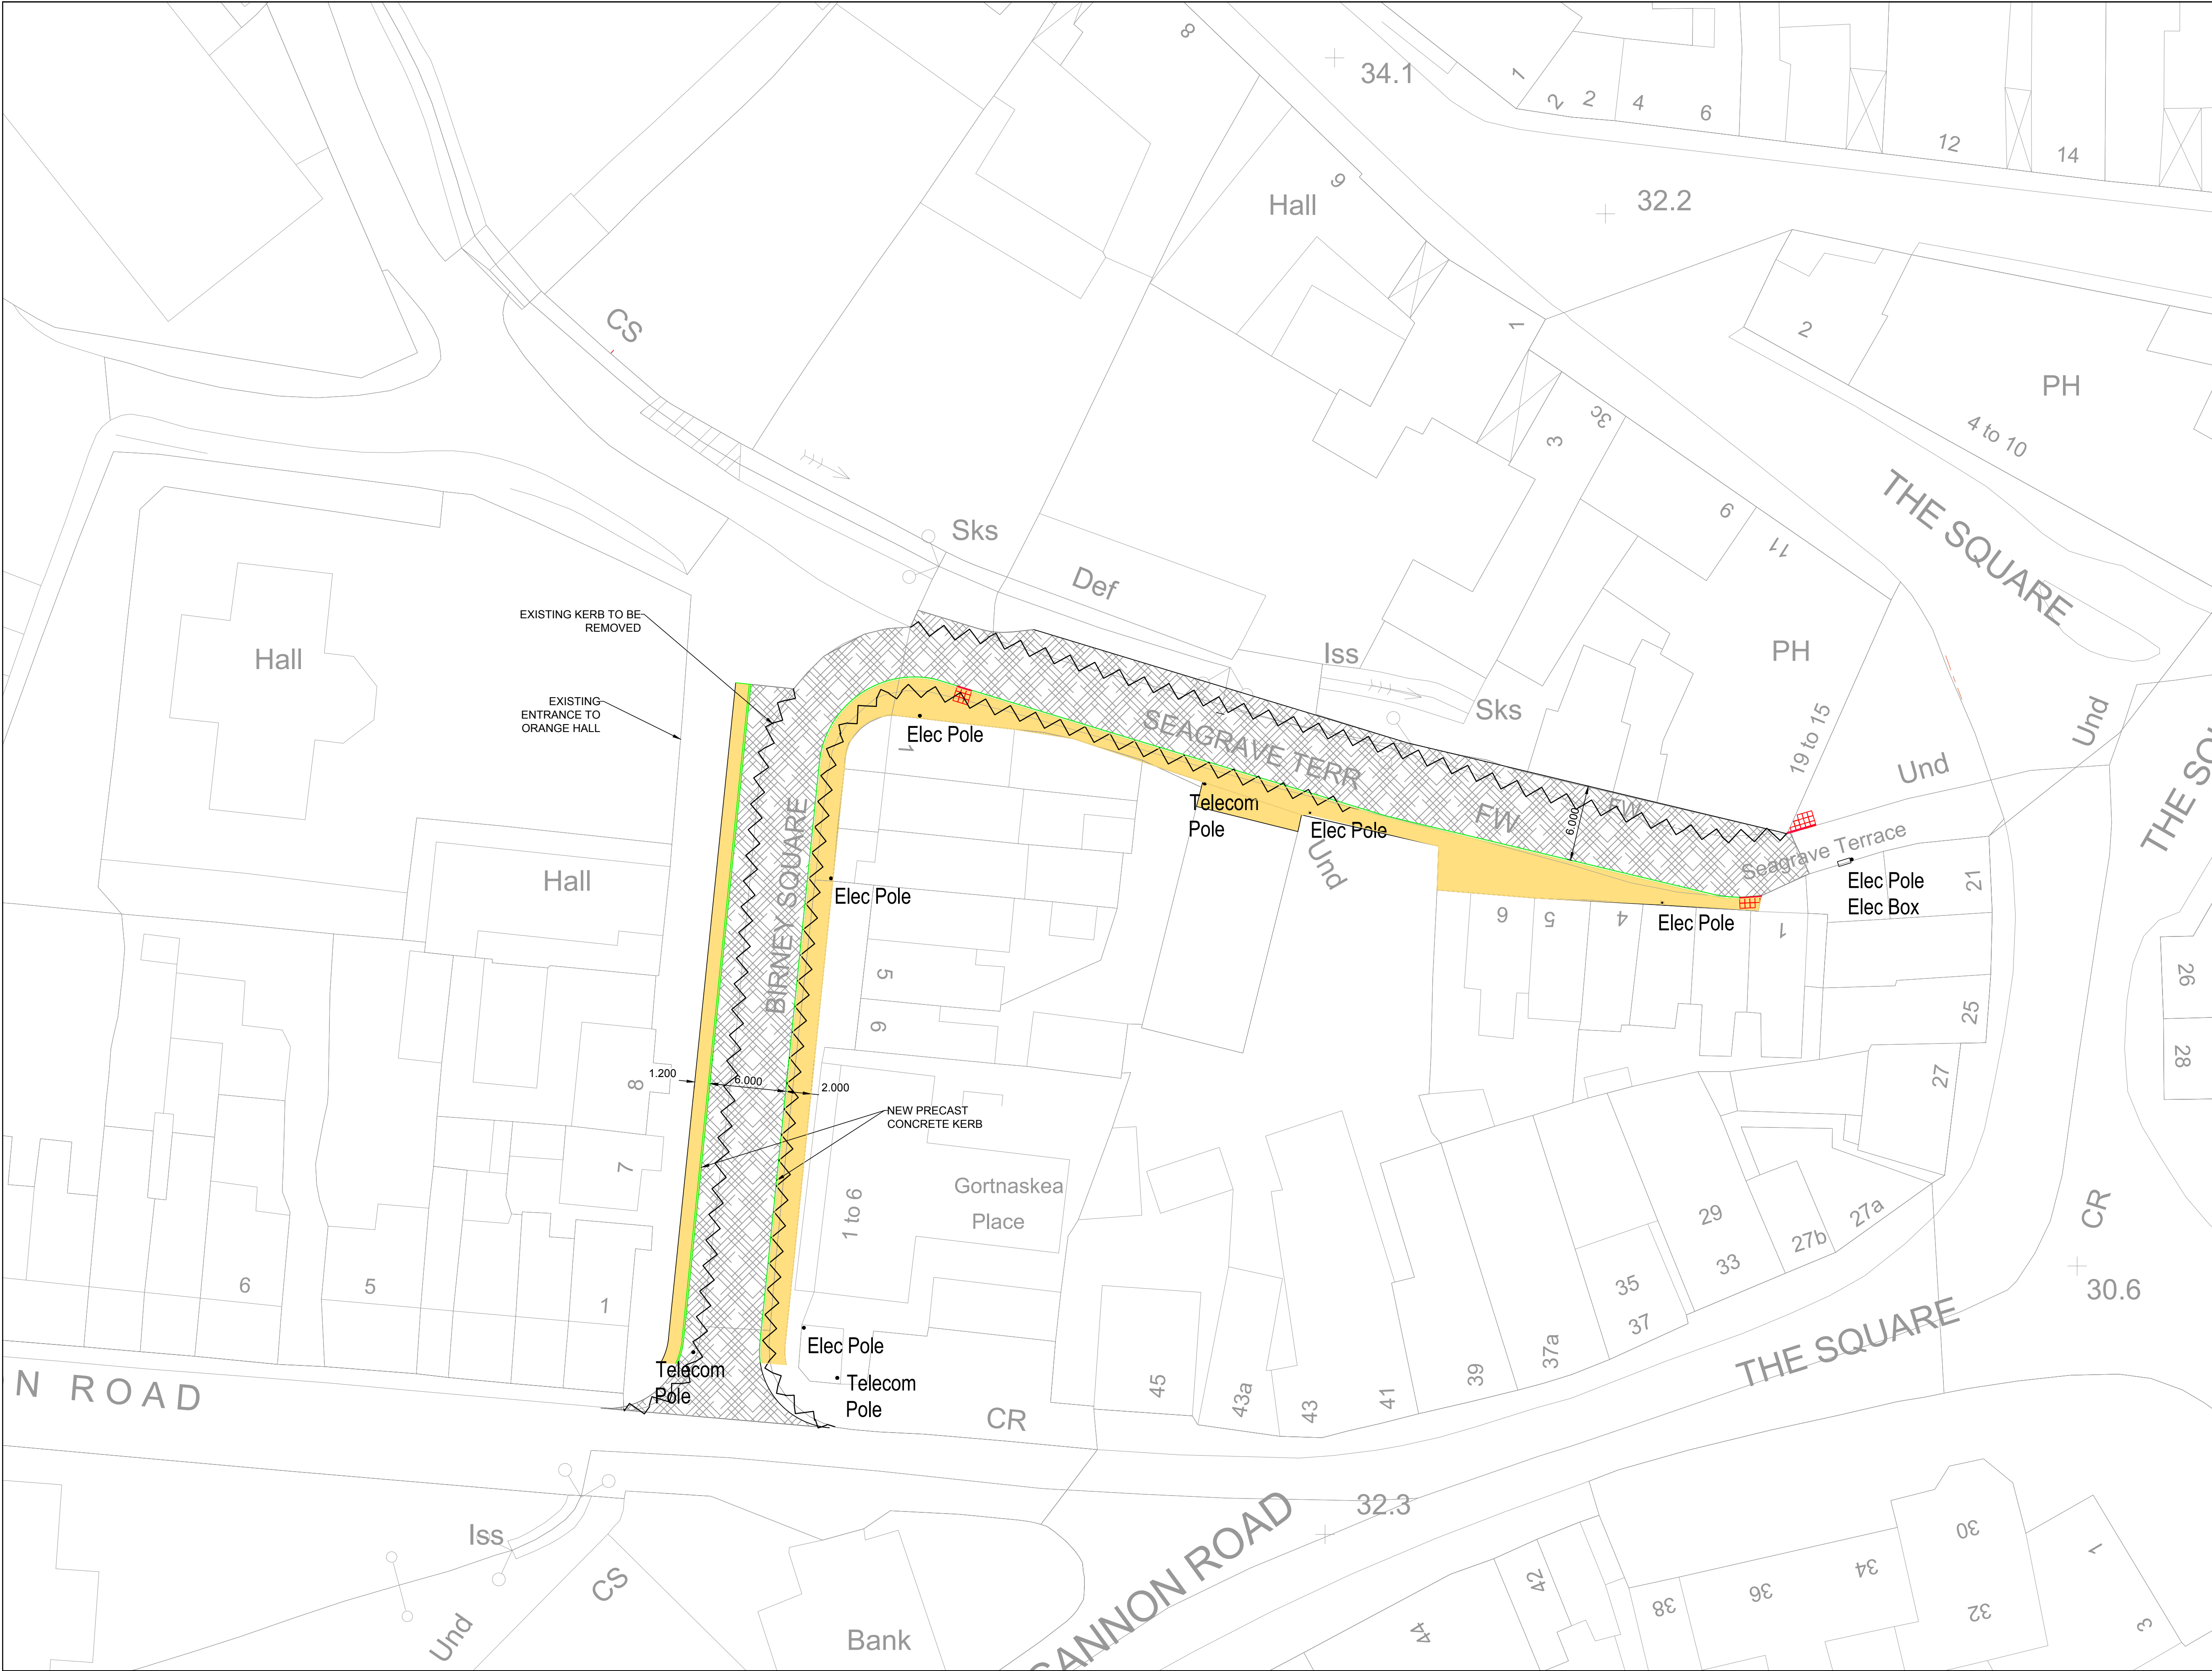 8
34.1
1
2
2
4
6
12
14
Hall
9
32.2
CS
1
2
PH
3c
3
4 to 10
THE SQUARE
9
11
Sks
Def
EXISTING KERB TO BE
REMOVED
Hall
Iss
PH
EXISTING
ENTRANCE TO
ORANGE HALL
Sks
Und
SEAGRAVE TERR
19 to 15
Und
Elec Pole
1
Telecom
Pole
Elec Pole
FW
FW
6.000
THE SQU
Und
Seagrave Terrace
Elec Pole
Elec Box
21
Hall
BIRNEY SQUARE
Elec Pole
6
5
4
Elec Pole
1
5
26
25
6
28
27
8
1.200
6.000
2.000
NEW PRECAST
CONCRETE KERB
7
Gortnaskea
Place
1 to 6
29
27a
CR
27b
33
6
5
1
35
37
30.6
Elec Pole
Telecom
Pole
Telecom
Pole
37a
39
41
43
43a
45
THE SQUARE
N ROAD
CR
32.3
Iss
CS
Und
Bank
GANNON ROAD
42
44
38
36
34
30
32
1
3